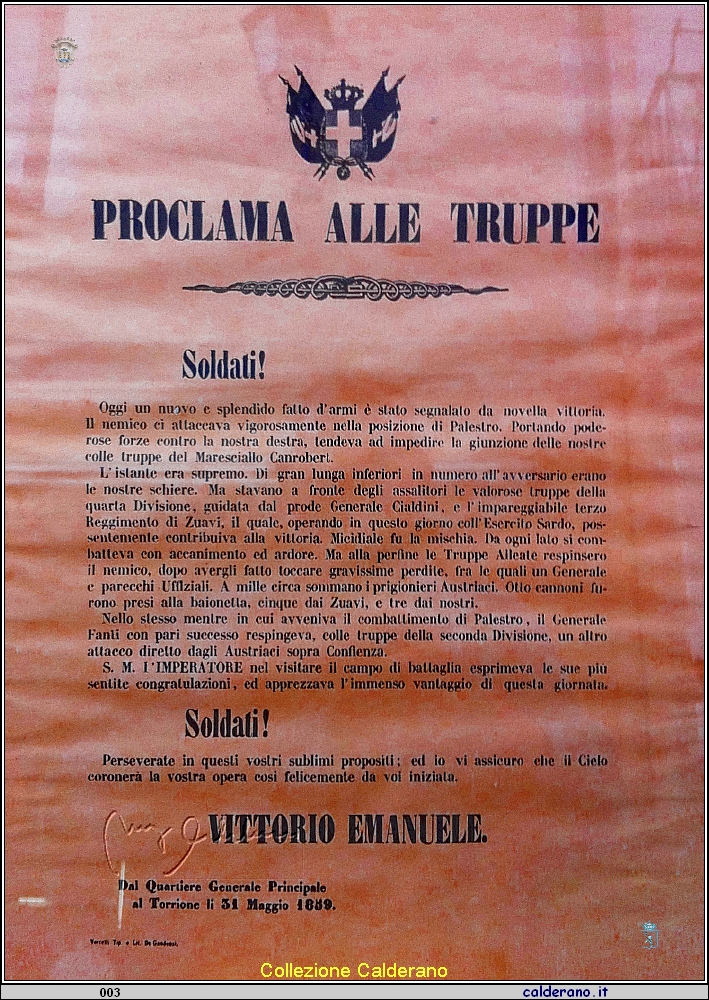 PROCLAMA ALLE TRUPPE
Soldati!
Oggi un nuovo e splendido fatto d'armi è stato segnalato da novella vittoria.
Il nemico ci attaccava vigorosamente nella posizione di Palestro. Portando pode-
rose forze contro la nostra destra, tendeva ad impedire la giunzione delle nostre
colle truppe del Maresciallo Canrobert.
L'istante era supremo. Di gran lunga inferiori in numero all'avversario erano
le nostre schiere. Ma stavano a fronte degli assalitori le valorose truppe della
quarta Divisione, guidata dal prode Generale Cialdini, e l'impareggiabile terzo
Reggimento di Zuavi, il quale, operando in questo giorno coll'Esercito Sardo, pos-
sentemente contribuiva alla vittoria. Micidiale fu la mischia. Da ogni lato si com-
batteva con accanimento ed ardore. Ma alla perfine le Truppe Alleate respinsero
il nemico, dopo avergli fatto toccare gravissime perdite, fra le quali un Generale
e parecchi Uffiziali. A mille circa sommano i prigionieri Austriaci. Otto cannoni fu-
rono presi alla baionetta, cinque dai Zuavi, e tre dai nostri.
Nello stesso mentre in cui avveniva il combattimento di Palestro, il Generale
Fanti con pari successo respingeva, colle truppe della seconda Divisione, un altro
attacco diretto dagli Austriaci sopra Confienza.
S. M. l'IMPERATORE nel visitare il campo di battaglia esprimeva le sue più
sentite congratulazioni, ed apprezzava l'immenso vantaggio di questa giornata.
Soldati!
Perseverate in questi vostri sublimi propositi; ed io vi assicuro che il Cielo
coronerà la vostra opera così felicemente da voi iniziata.
VITTORIO EMANUELE.
Dal Quartiere Generale Principale
al Torrione li 31 Maggio 1859.
Vercelli Tip. e Lit. De Gaudenzi.
Collezione Calderano
003 calderano.it